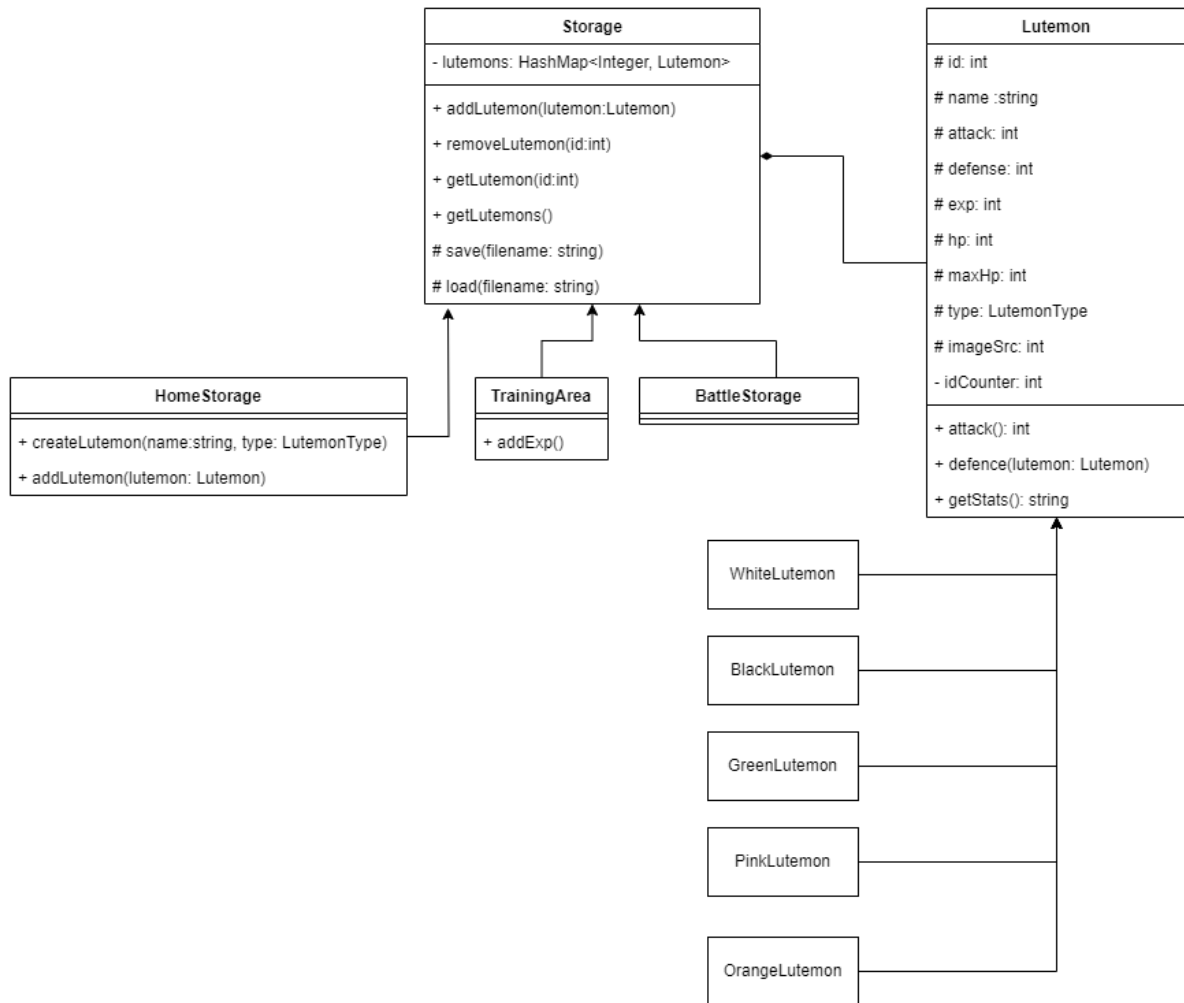 Storage
- lutemons: HashMap<Integer, Lutemon>
+ addLutemon(lutemon:Lutemon)
+ removeLutemon(id:int)
+ getLutemon(id:int)
+ getLutemons()
# save(filename: string)
# load(filename: string)
Lutemon
# id: int
# name :string
# attack: int
# defense: int
# exp: int
# hp: int
# maxHp: int
# type: LutemonType
# imageSrc: int
- idCounter: int
+ attack(): int
+ defence(lutemon: Lutemon)
+ getStats(): string
HomeStorage
+ createLutemon(name:string, type: LutemonType)
+ addLutemon(lutemon: Lutemon)
TrainingArea
+ addExp()
BattleStorage
WhiteLutemon
BlackLutemon
GreenLutemon
PinkLutemon
OrangeLutemon